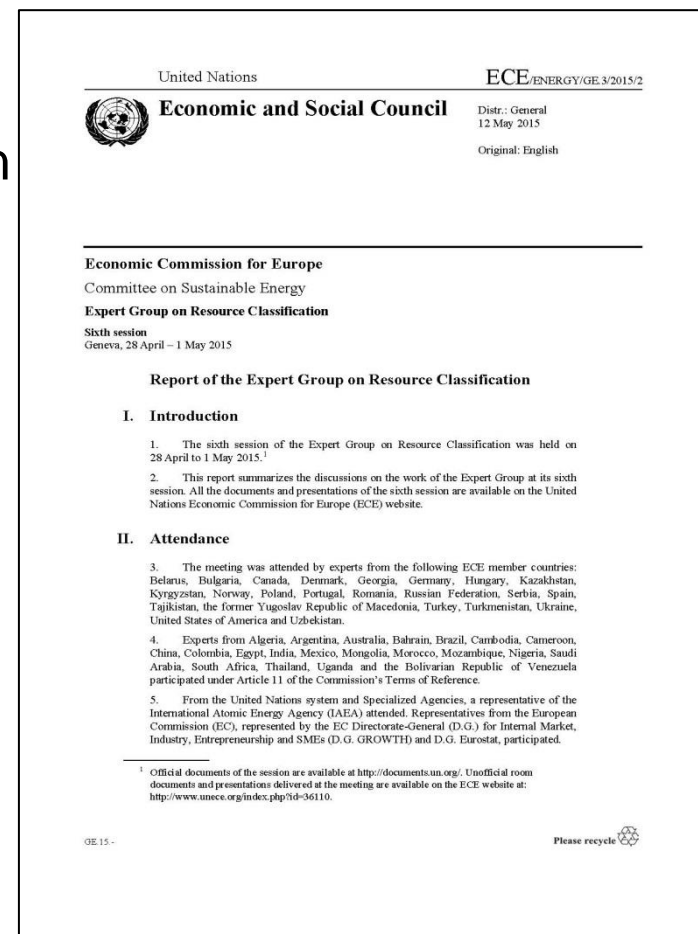 n
United Nations
ECE/ENERGY/GE.3/2015/2
Economic and Social Council
Distr.: General
12 May 2015
Original: English
Economic Commission for Europe
Committee on Sustainable Energy
Expert Group on Resource Classification
Sixth session
Geneva, 28 April – 1 May 2015
Report of the Expert Group on Resource Classification
I. Introduction
1. The sixth session of the Expert Group on Resource Classification was held on
28 April to 1 May 2015.1
2. This report summarizes the discussions on the work of the Expert Group at its sixth
session. All the documents and presentations of the sixth session are available on the United
Nations Economic Commission for Europe (ECE) website.
II. Attendance
3. The meeting was attended by experts from the following ECE member countries:
Belarus, Bulgaria, Canada, Denmark, Georgia, Germany, Hungary, Kazakhstan,
Kyrgyzstan, Norway, Poland, Portugal, Romania, Russian Federation, Serbia, Spain,
Tajikistan, the former Yugoslav Republic of Macedonia, Turkey, Turkmenistan, Ukraine,
United States of America and Uzbekistan.
4. Experts from Algeria, Argentina, Australia, Bahrain, Brazil, Cambodia, Cameroon,
China, Colombia, Egypt, India, Mexico, Mongolia, Morocco, Mozambique, Nigeria, Saudi
Arabia, South Africa, Thailand, Uganda and the Bolivarian Republic of Venezuela
participated under Article 11 of the Commission's Terms of Reference.
5. From the United Nations system and Specialized Agencies, a representative of the
International Atomic Energy Agency (IAEA) attended. Representatives from the European
Commission (EC), represented by the EC Directorate-General (D.G.) for Internal Market,
Industry, Entrepreneurship and SMEs (D.G. GROWTH) and D.G. Eurostat, participated.
1 Official documents of the session are available at http://documents.un.org/. Unofficial room
documents and presentations delivered at the meeting are available on the ECE website at:
http://www.unece.org/index.php?id=36110.
GE.15 -
Please recycle